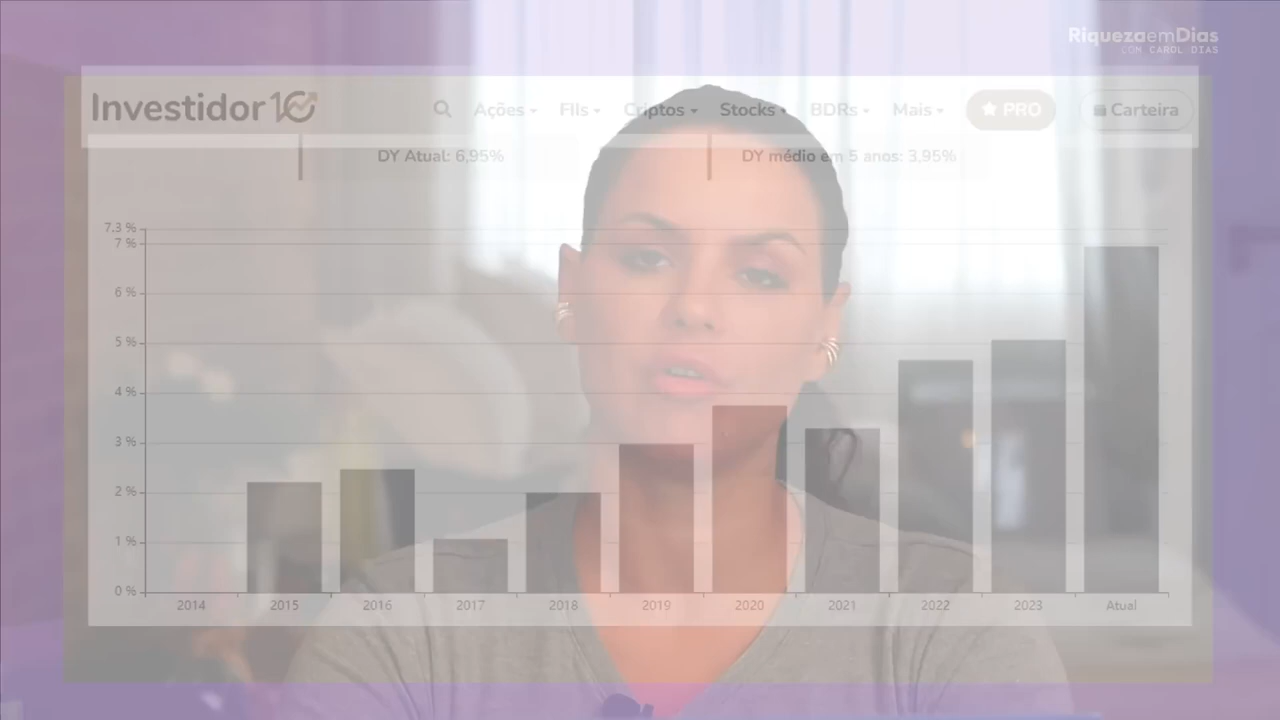 RiquezaemDias
COM CAROL DIAS
Investidor10
Ações
FIIs
Criptos
Stocks
BDRs
Mais
PRO
Carteira
DY Atual: 6,95%
DY médio em 5 anos: 3,95%
7.3 %
7 %
6 %
5 %
4 %
3 %
2 %
1 %
0 %
2014
2015
2016
2017
2018
2019
2020
2021
2022
2023
Atual